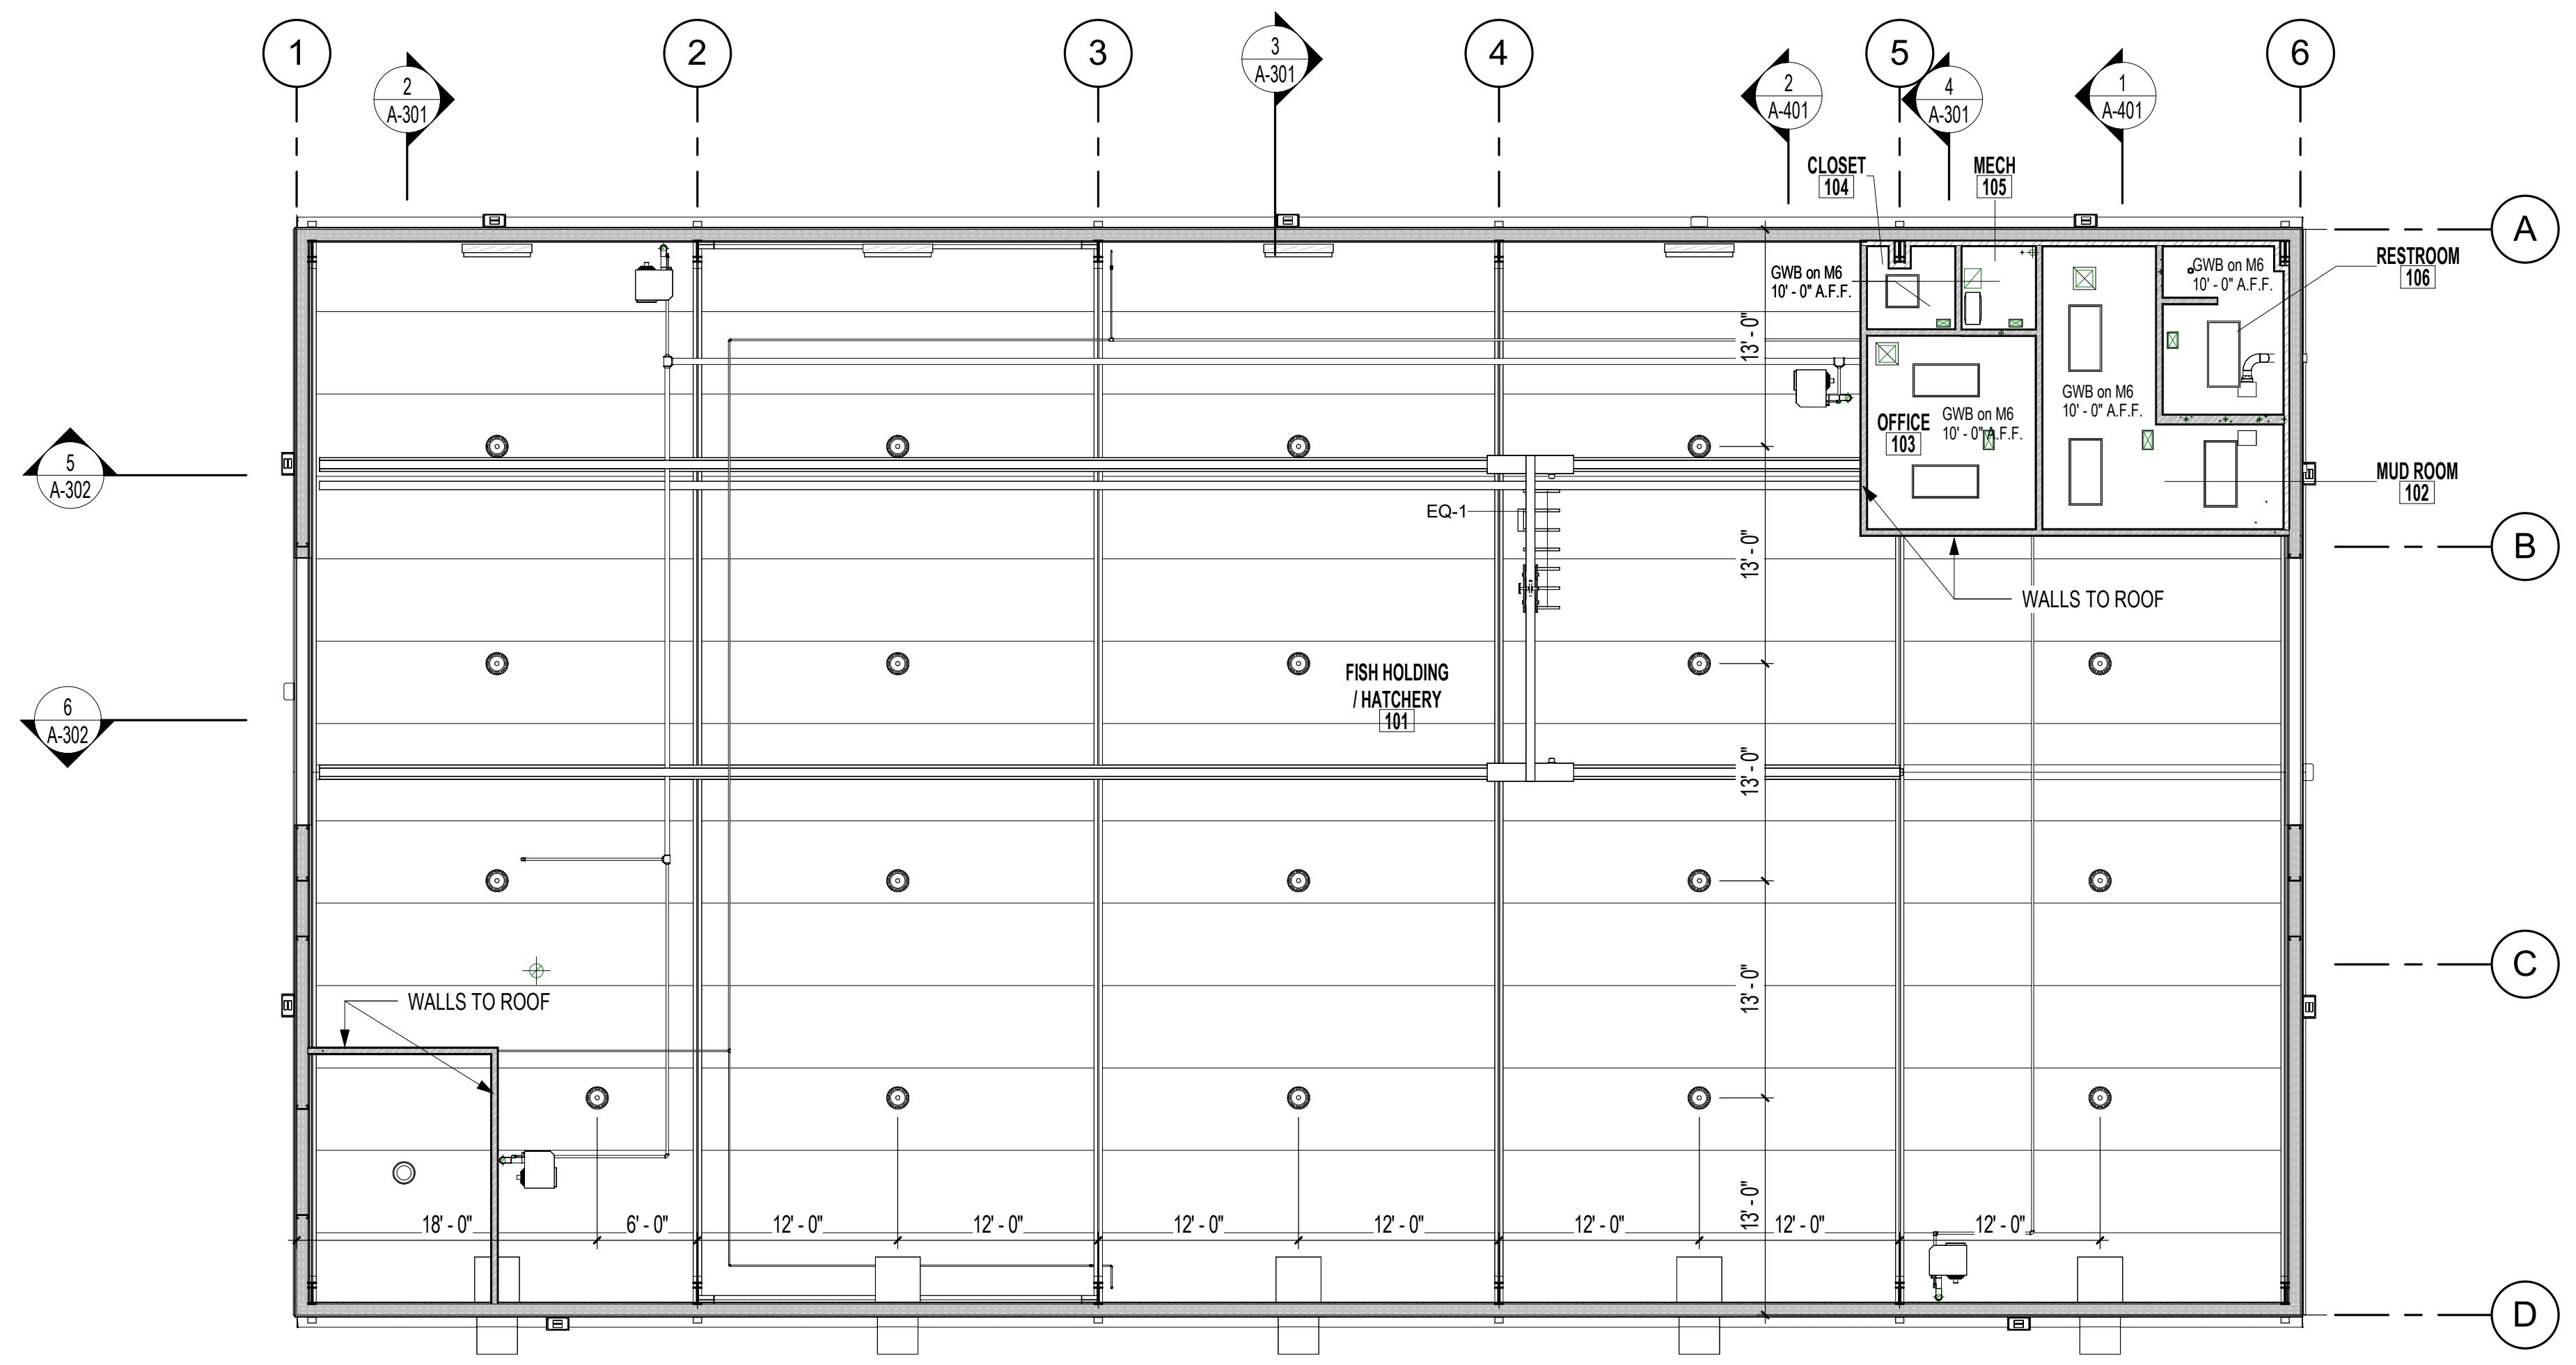 1
2
3
3
A-301
4
5
6
2
A-301
2
A-401
4
A-301
1
A-401
CLOSET
104
MECH
105
A
GWB on M6
10' - 0" A.F.F.
GWB on M6
10' - 0" A.F.F.
RESTROOM
106
13' - 0"
GWB on M6
10' - 0" A.F.F.
OFFICE
103
GWB on M6
10' - 0" A.F.F.
5
A-302
MUD ROOM
102
EQ-1
B
13' - 0"
WALLS TO ROOF
FISH HOLDING
/ HATCHERY
101
6
A-302
13' - 0"
C
13' - 0"
WALLS TO ROOF
13' - 0"
18' - 0"
6' - 0"
12' - 0"
12' - 0"
12' - 0"
12' - 0"
12' - 0"
12' - 0"
12' - 0"
D